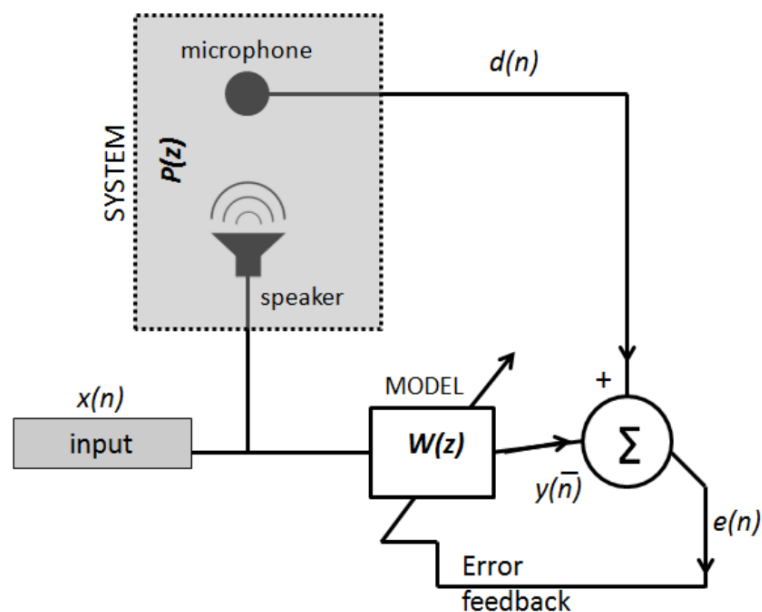 microphone
d(n)
SYSTEM
P(z)
speaker
x(n)
input
MODEL
W(z)
+
Σ
–
y(n)
e(n)
Error
feedback